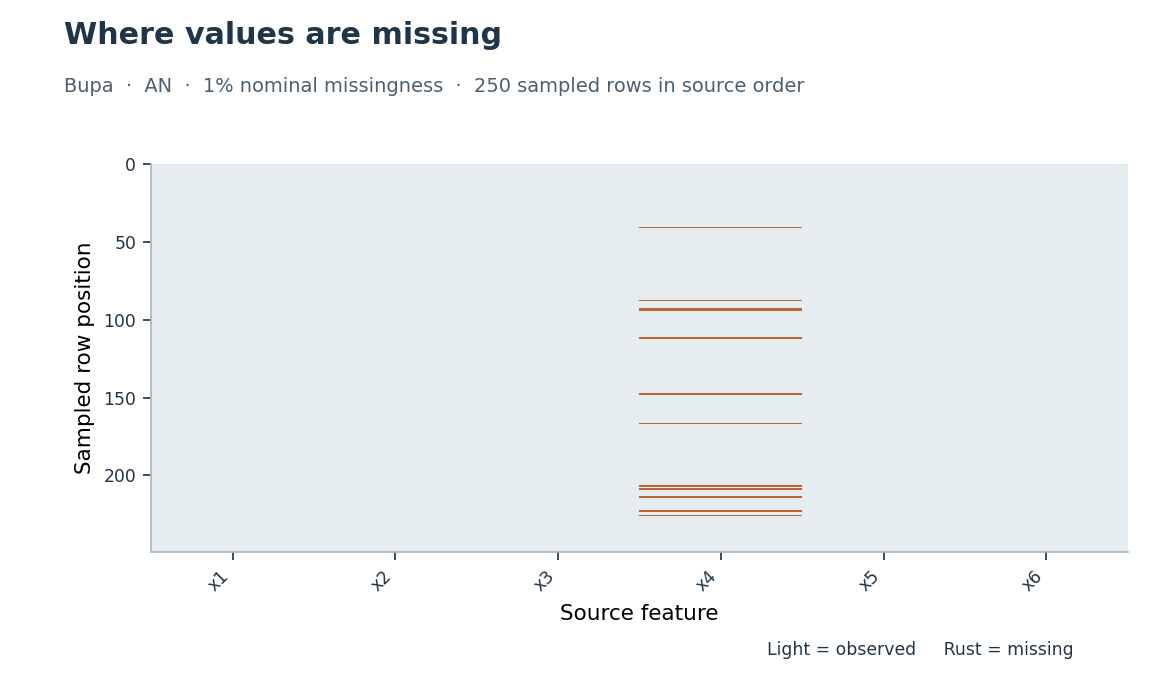 Where values are missing
Bupa · AN · 1% nominal missingness · 250 sampled rows in source order
0
50
100
150
200
Sampled row position
x1 x2 x3 x4 x5 x6
Source feature
Light = observed Rust = missing